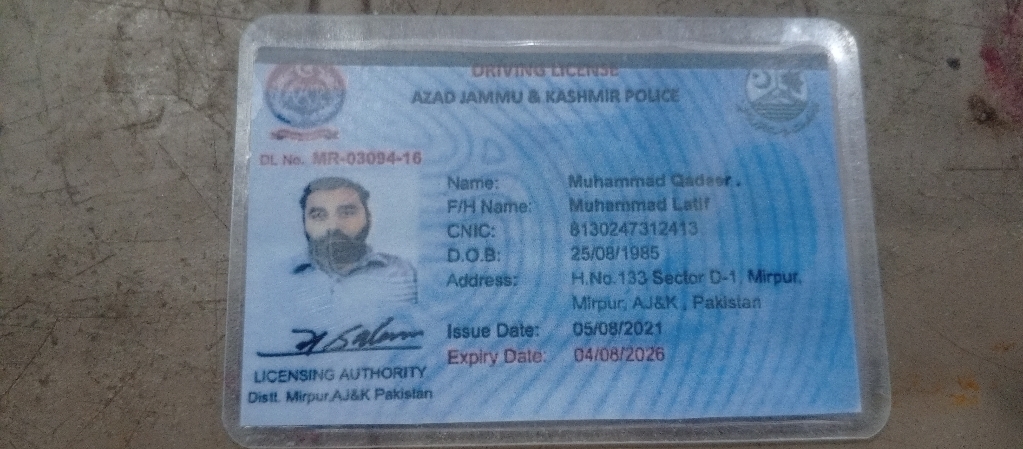 DRIVING LICENSE
AZAD JAMMU & KASHMIR POLICE
DL No. MR-03094-16
Name: Muhammad Qadeer .
F/H Name: Muhammad Latif
CNIC: 8130247312413
D.O.B: 25/08/1985
Address: H.No.133 Sector D-1, Mirpur,
Mirpur, AJ&K , Pakistan
Issue Date: 05/08/2021
Expiry Date: 04/08/2026
LICENSING AUTHORITY
Distt. Mirpur,AJ&K Pakistan